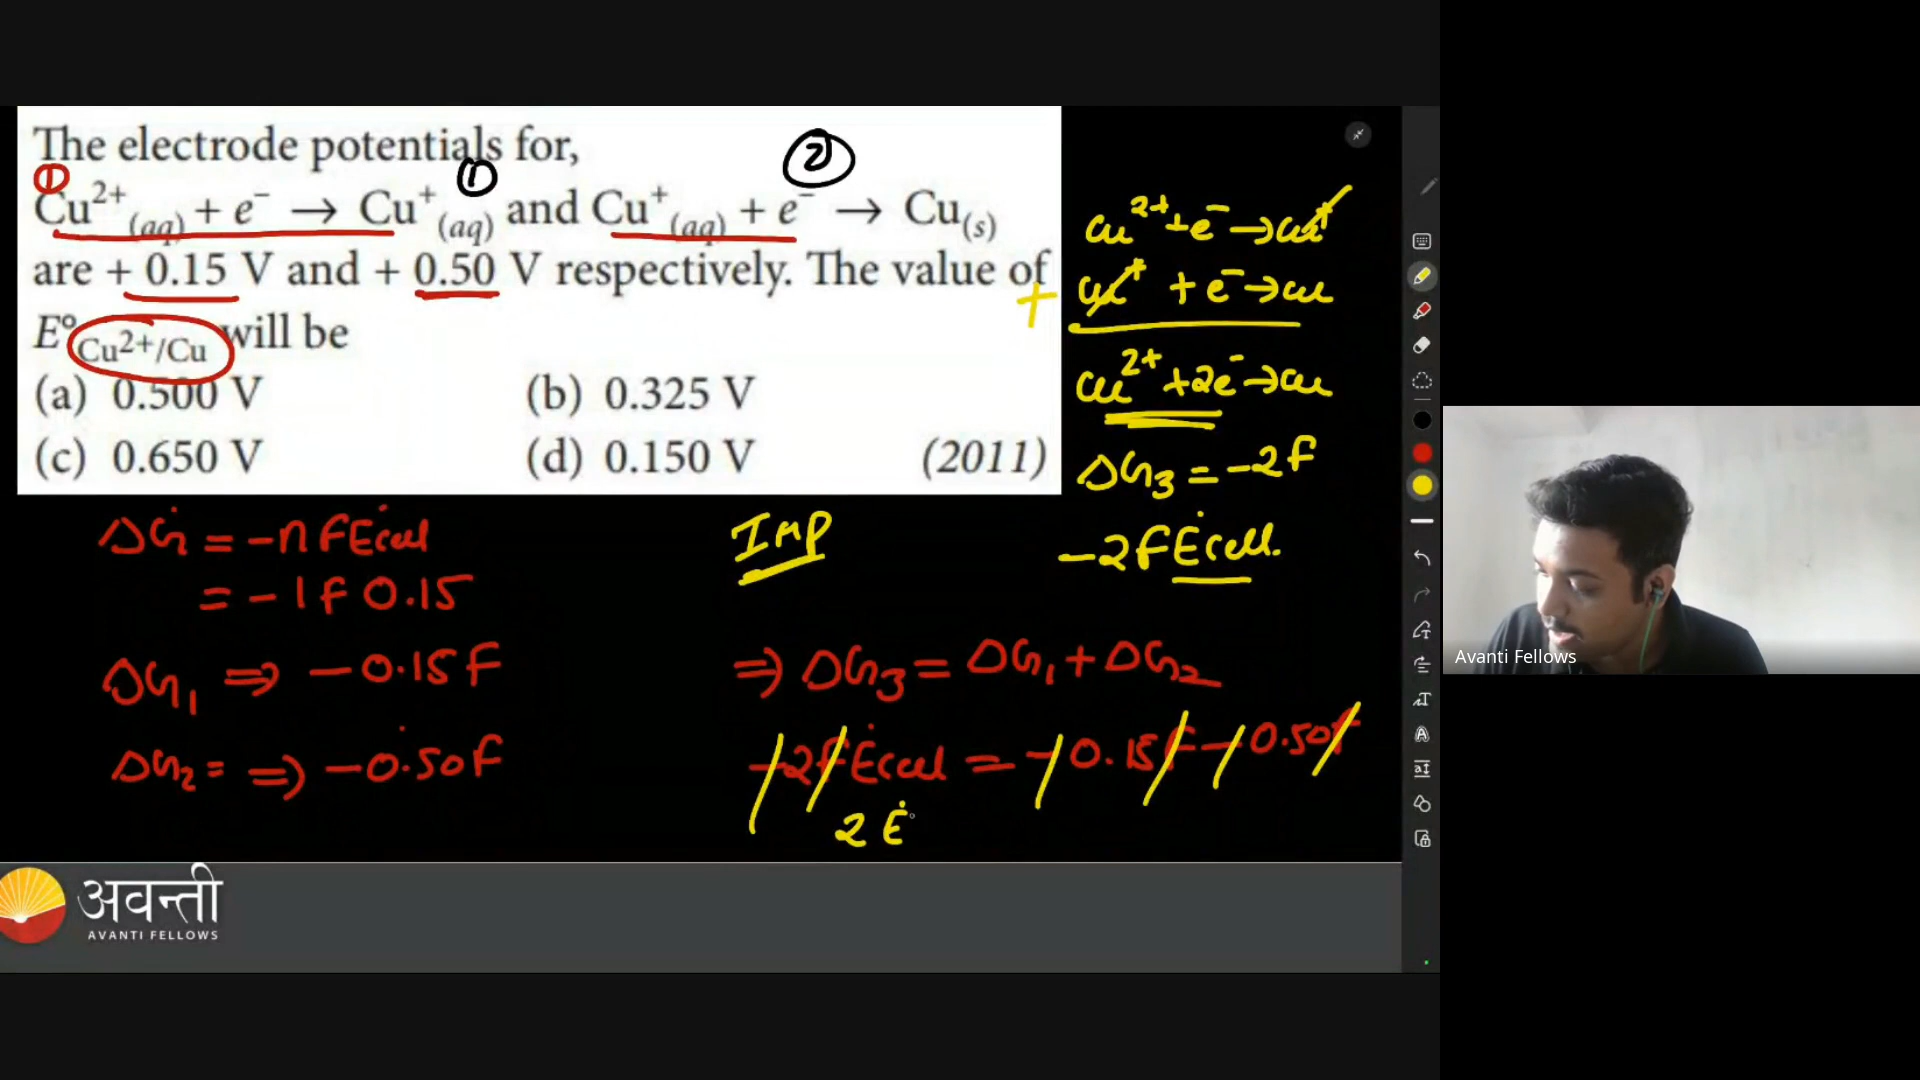 The electrode potentials for,
① ① ②
Cu²⁺(aq) + e⁻ → Cu⁺(aq) and Cu⁺(aq) + e⁻ → Cu(s)
are + 0.15 V and + 0.50 V respectively. The value of
E°Cu²⁺/Cu will be
(a) 0.500 V (b) 0.325 V
(c) 0.650 V (d) 0.150 V (2011)
Cu²⁺ + e⁻ → Cu⁺
+ Cu⁺ + e⁻ → Cu
Cu²⁺ + 2e⁻ → Cu
ΔG₃ = -2F
-2FE°cell.
ΔG° = -nFE°cell
= -1F 0.15
ΔG₁ ⇒ -0.15F
ΔG₂ = ⇒ -0.50F
IMP
⇒ ΔG₃ = ΔG₁ + ΔG₂
-2FE°cel = -0.15F - 0.50F
2E°
अवन्ती
AVANTI FELLOWS
Avanti Fellows